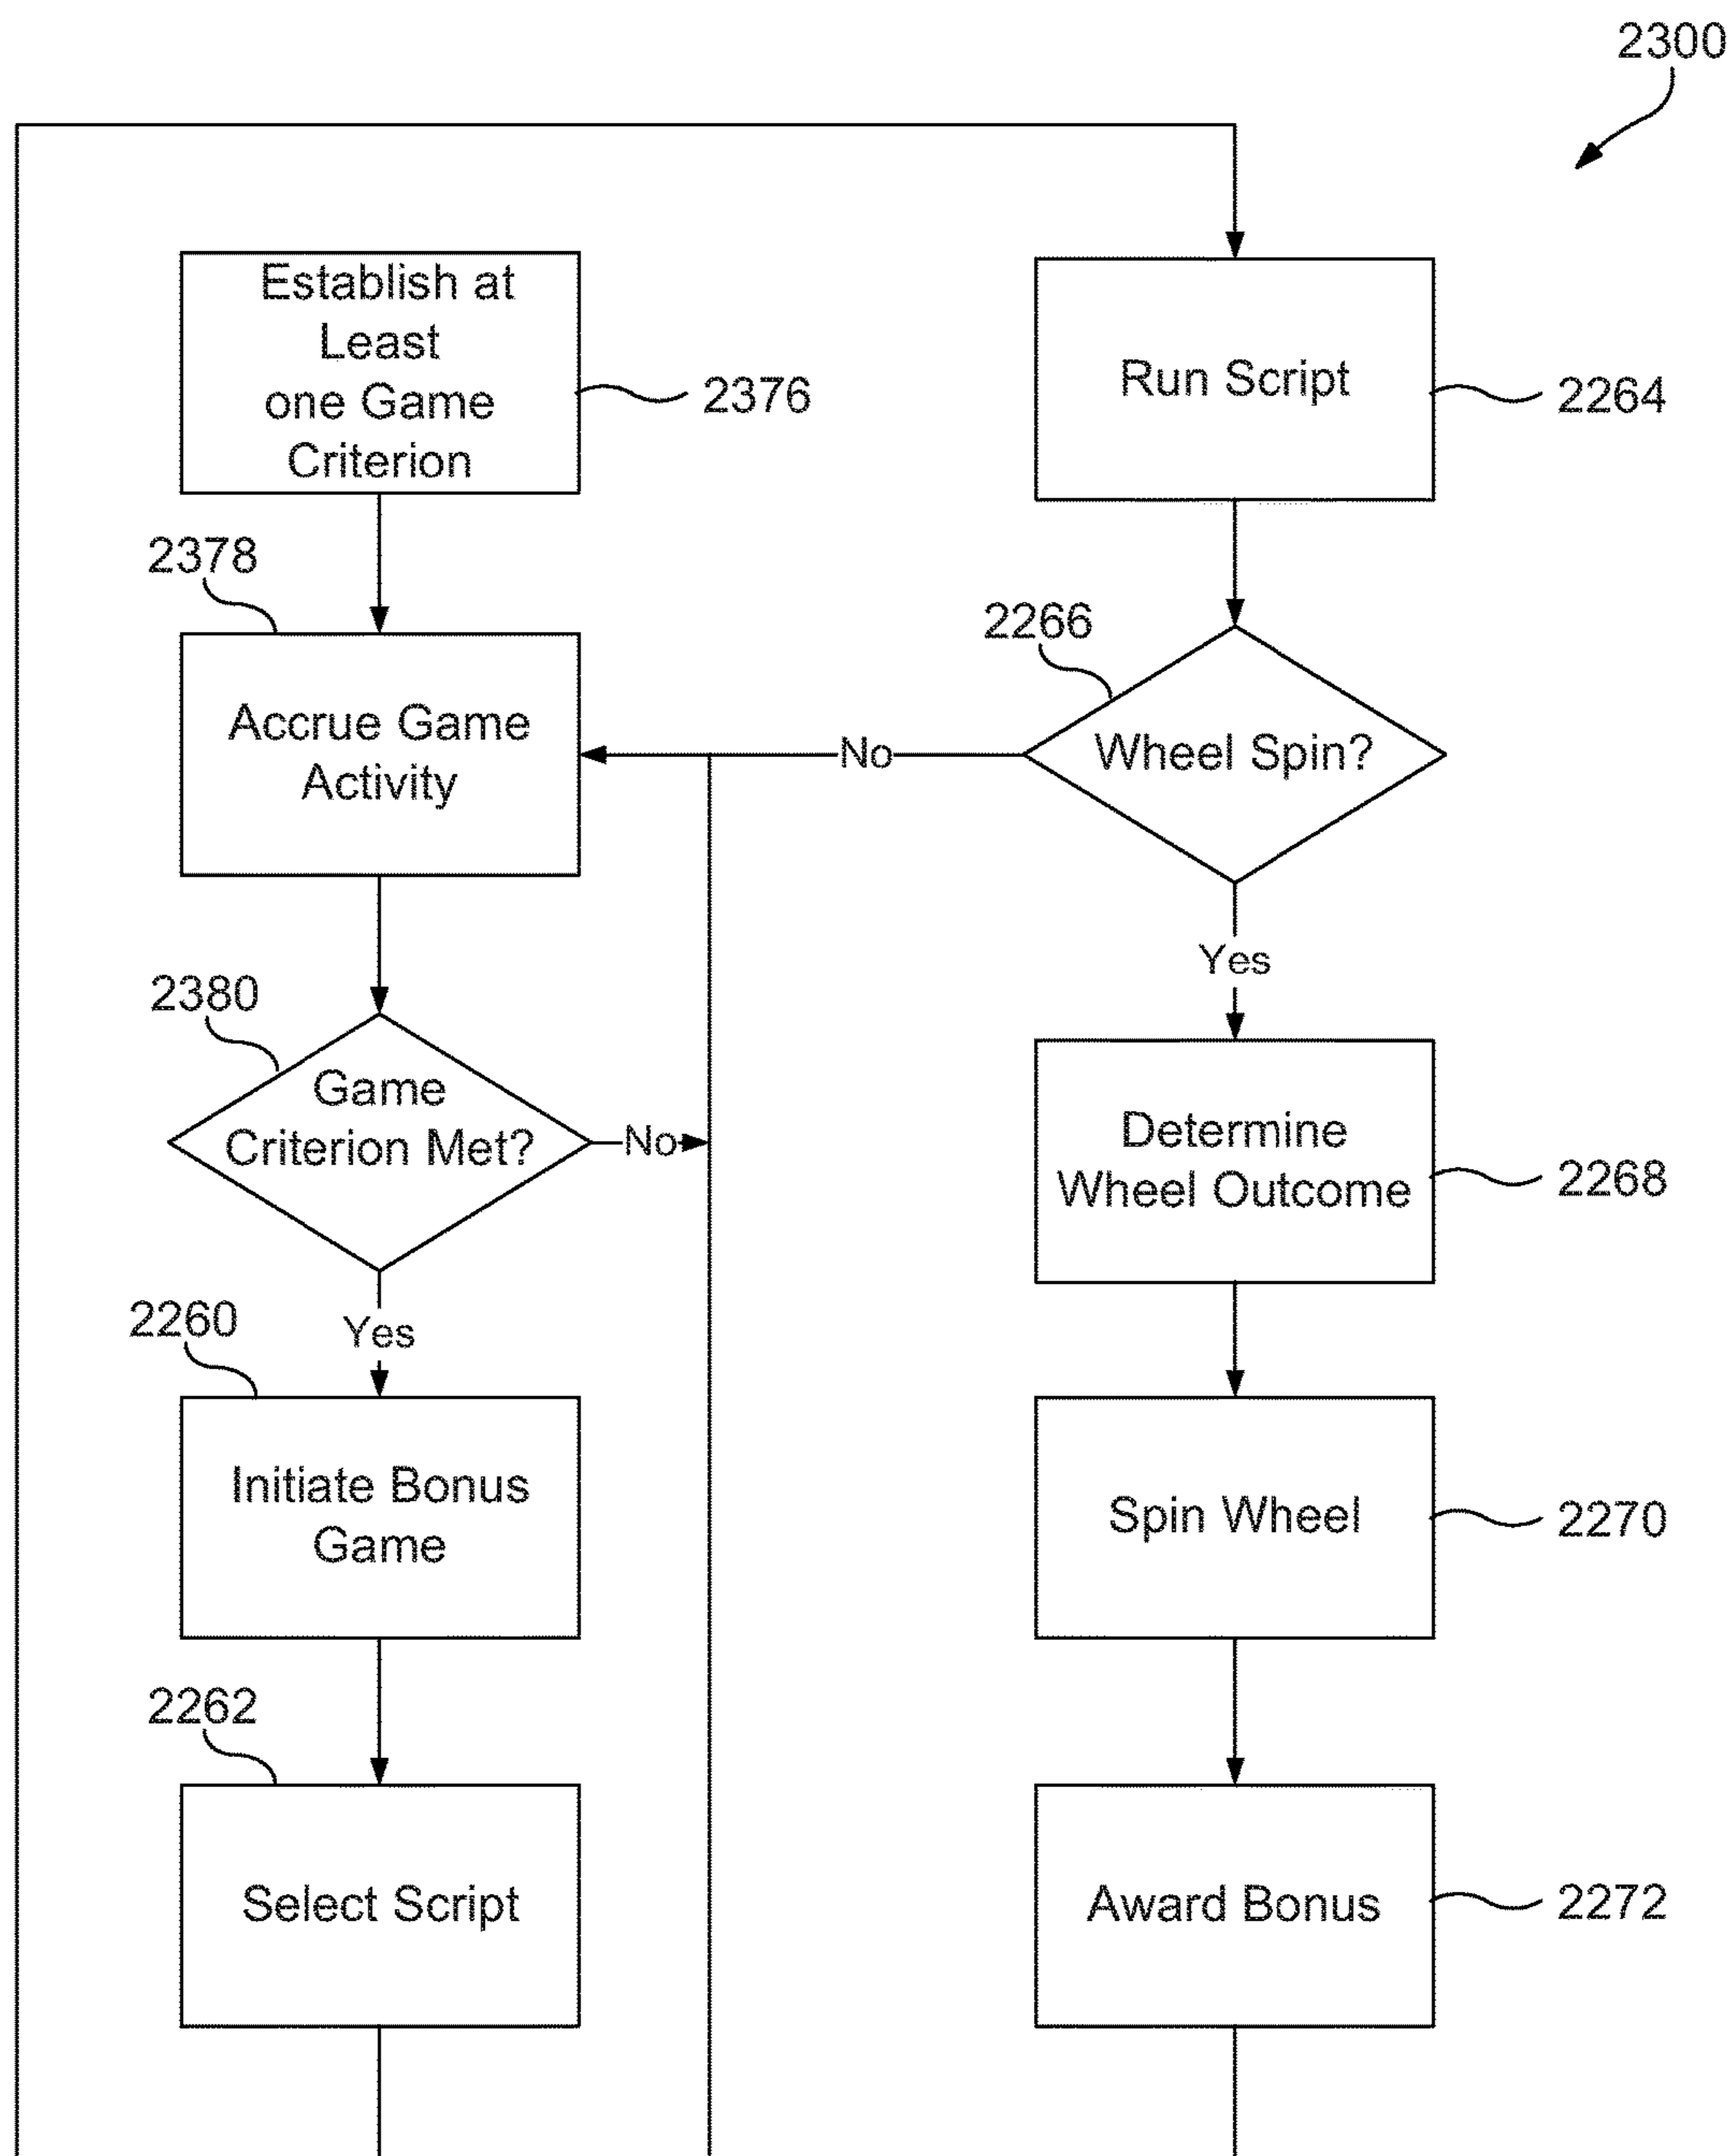 2300
Establish at
Least
one Game
Criterion
2376
2378
Accrue Game
Activity
2380
Game
Criterion Met?
No
Yes
2260
Initiate Bonus
Game
2262
Select Script
Run Script
2264
2266
Wheel Spin?
No
Yes
Determine
Wheel Outcome
2268
Spin Wheel
2270
Award Bonus
2272